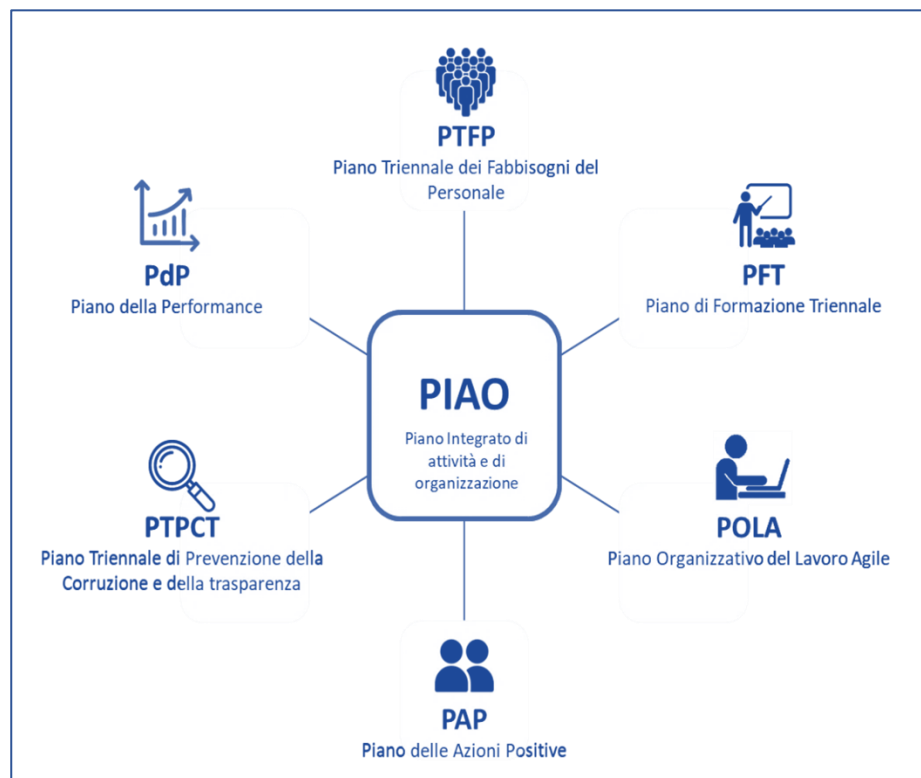 PTFP
Piano Triennale dei Fabbisogni del
Personale
PdP
Piano della Performance
PFT
Piano di Formazione Triennale
PIAO
Piano Integrato di
attività e di
organizzazione
PTPCT
Piano Triennale di Prevenzione della
Corruzione e della trasparenza
POLA
Piano Organizzativo del Lavoro Agile
PAP
Piano delle Azioni Positive